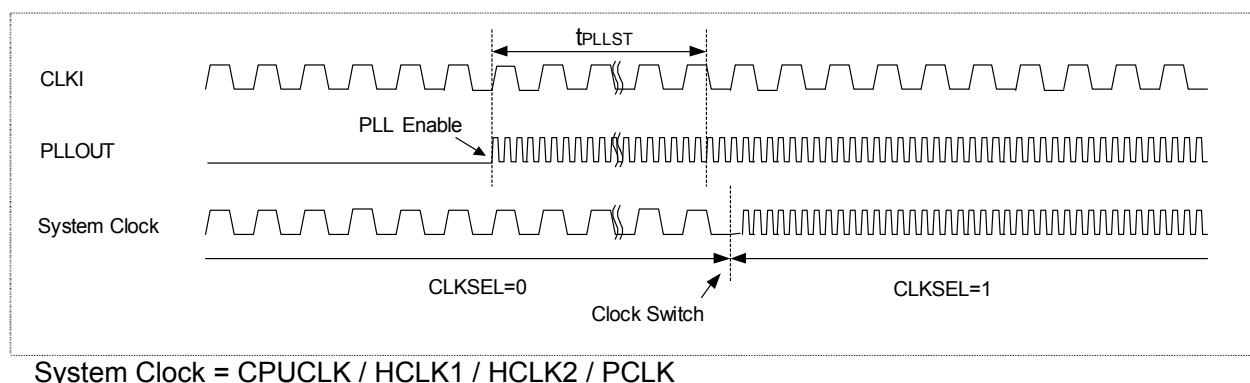 tPLLST
CLKI
PLL Enable
PLLOUT
System Clock
CLKSEL=0
CLKSEL=1
Clock Switch
System Clock = CPUCLK / HCLK1 / HCLK2 / PCLK